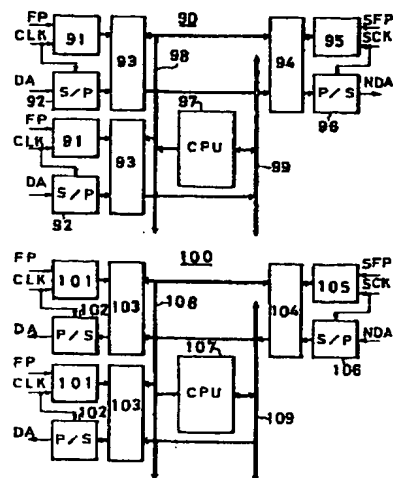 FP 90 SFP
CLK 91 93 98 94 95 SCK
DA S/P 97 P/S NDA
92 96
FP 91 93 CPU
CLK 99
DA S/P
92
FP 100 SFP
CLK 101 103 108 104 105 SCK
102
DA P/S 107 S/P NDA
FP 106
CLK 101 103 CPU
102 109
DA P/S